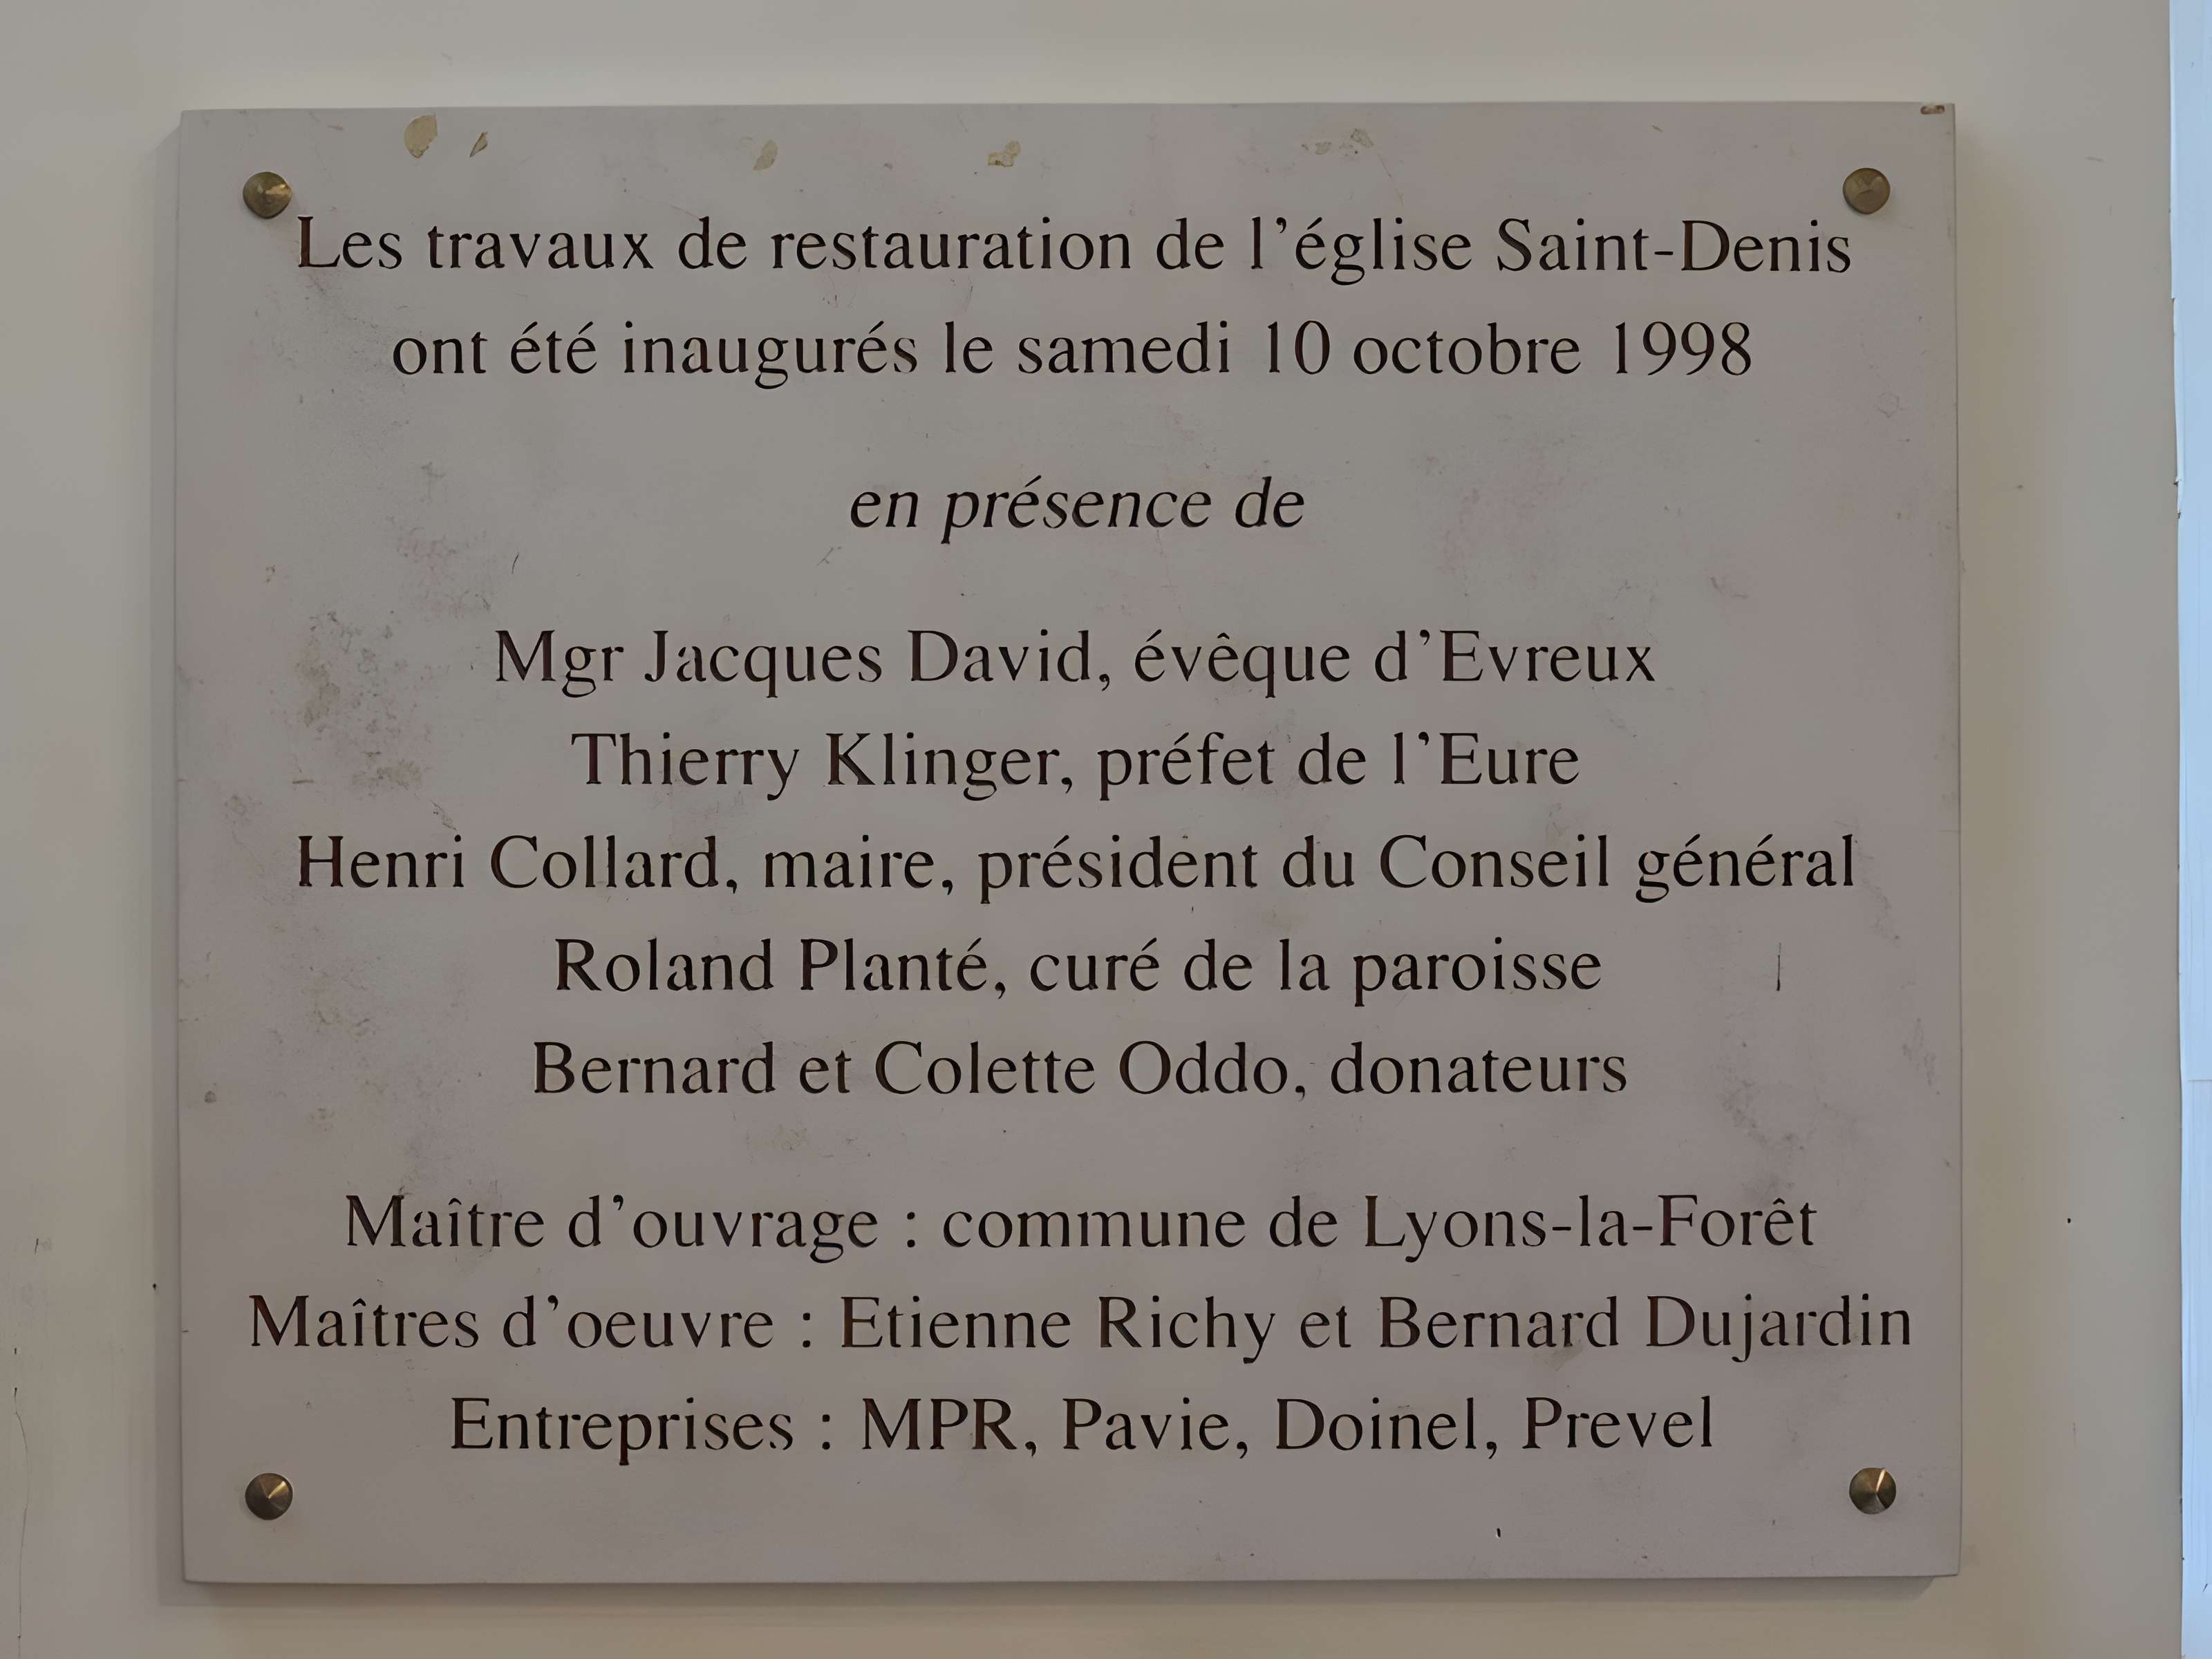 Les travaux de restauration de l'église Saint-Denis
ont été inaugurés le samedi 10 octobre 1998
en présence de
Mgr Jacques David, évêque d'Evreux
Thierry Klinger, préfet de l'Eure
Henri Collard, maire, président du Conseil général
Roland Planté, curé de la paroisse
Bernard et Colette Oddo, donateurs
Maître d'ouvrage : commune de Lyons-la-Forêt
Maîtres d'oeuvre : Etienne Richy et Bernard Dujardin
Entreprises : MPR, Pavie, Doinel, Prevel